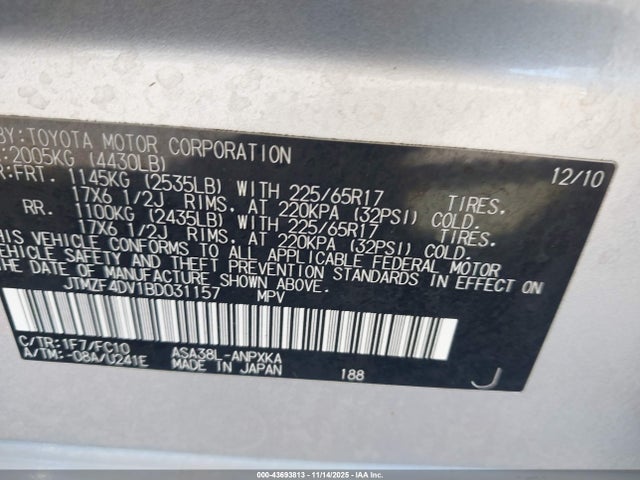 BY: TOYOTA MOTOR CORPORATION 12/10
: 2005KG (4430LB)
R: FRT. 1145KG (2535LB) WITH 225/65R17 TIRES,
17X6 1/2J RIMS, AT 220KPA (32PSI) COLD.
RR. 1100KG (2435LB) WITH 225/65R17 TIRES,
17X6 1/2J RIMS, AT 220KPA (32PSI) COLD.
THIS VEHICLE CONFORMS TO ALL APPLICABLE FEDERAL MOTOR
VEHICLE SAFETY AND THEFT PREVENTION STANDARDS IN EFFECT ON
THE DATE OF MANUFACTURE SHOWN ABOVE.
JTMZF4DV1BD031157 MPV
C/TR: 1F7/FC10 ASA38L-ANPXKA
A/TM: -08A/U241E MADE IN JAPAN 188 J
000-43693813 - 11/14/2025 - IAAI.COM